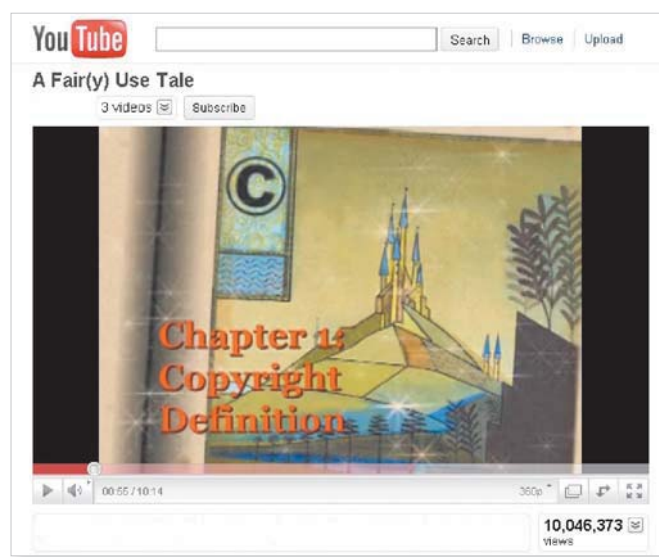 YouTube Search Browse Upload
A Fair(y) Use Tale
3 videos Subscribe
©
Chapter 1:
Copyright
Definition
00:55 / 10:14 360p
10,046,373
views